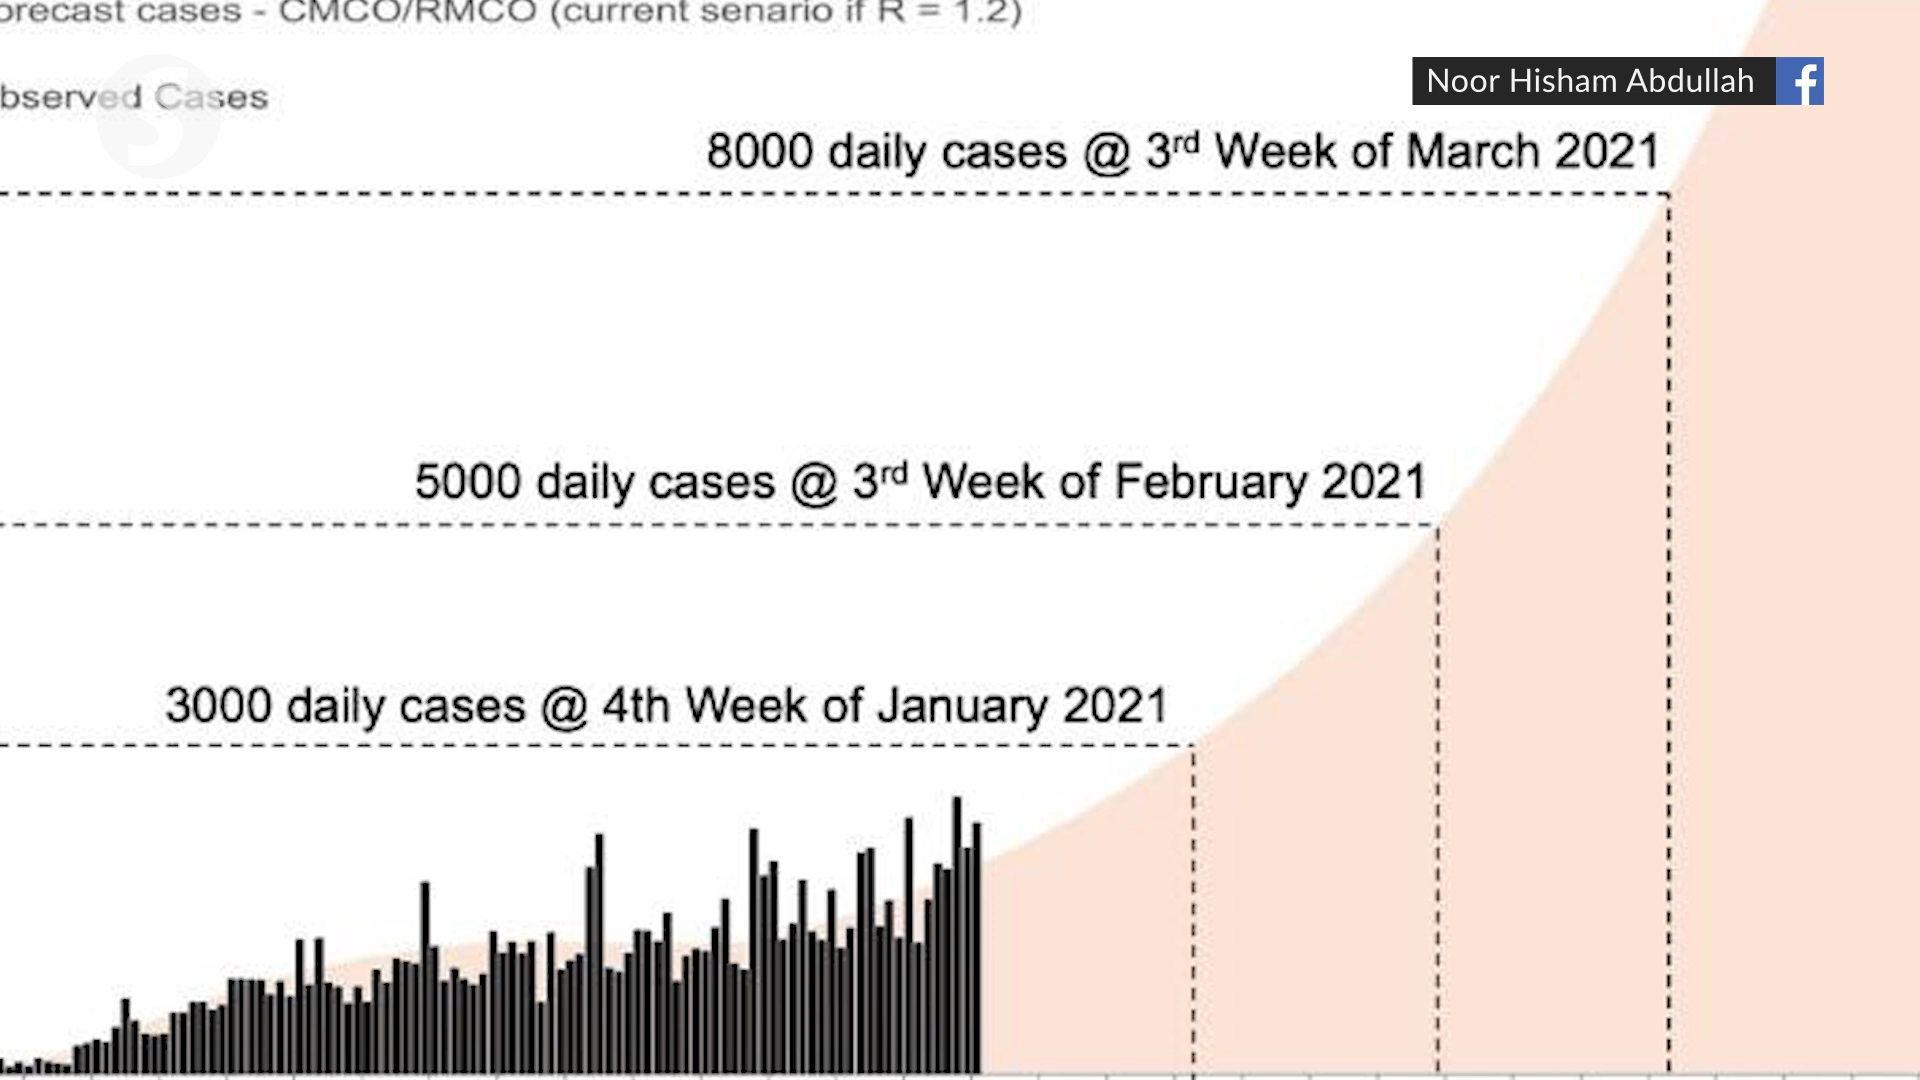 orecast cases - CMCO/RMCO (current senario if R = 1.2)
Noor Hisham Abdullah
bserved Cases
8000 daily cases @ 3rd Week of March 2021
5000 daily cases @ 3rd Week of February 2021
3000 daily cases @ 4th Week of January 2021